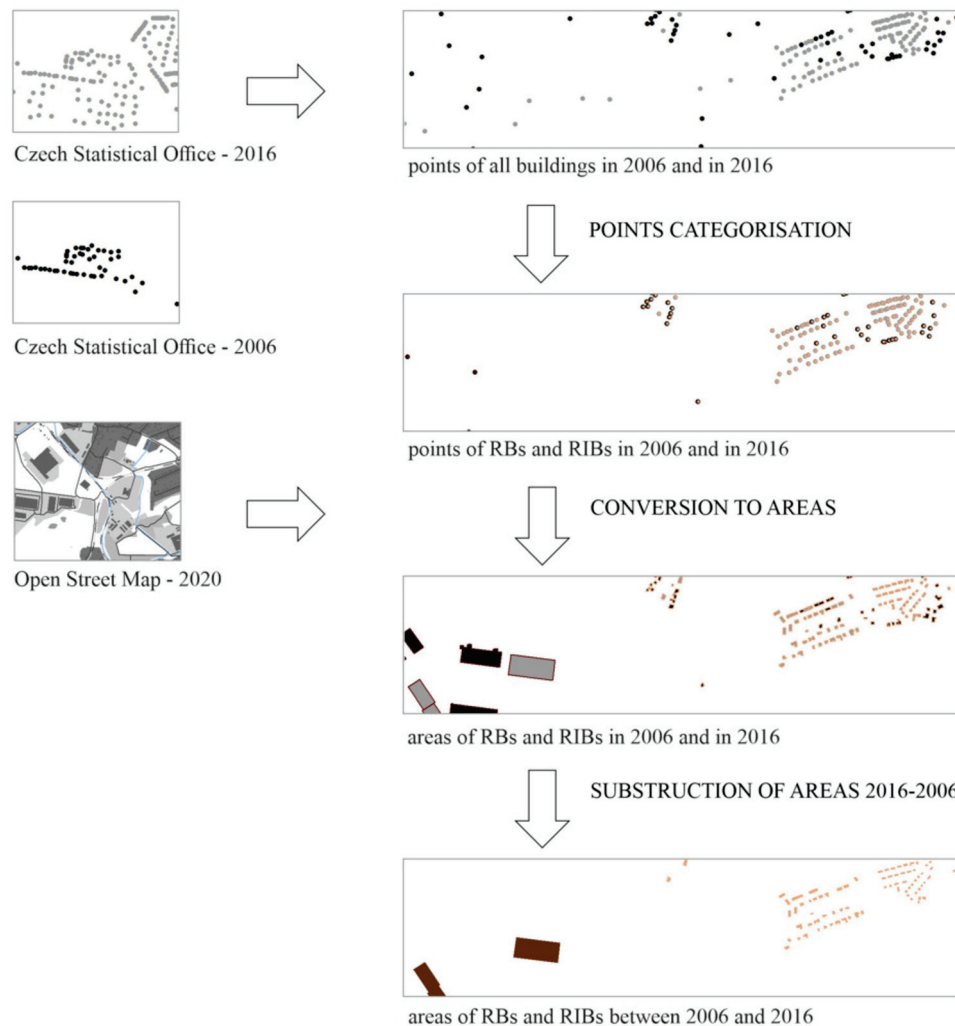 Czech Statistical Office - 2016
points of all buildings in 2006 and in 2016
POINTS CATEGORISATION
Czech Statistical Office - 2006
points of RBs and RIBs in 2006 and in 2016
CONVERSION TO AREAS
Open Street Map - 2020
areas of RBs and RIBs in 2006 and in 2016
SUBSTRUCTION OF AREAS 2016-2006
areas of RBs and RIBs between 2006 and 2016